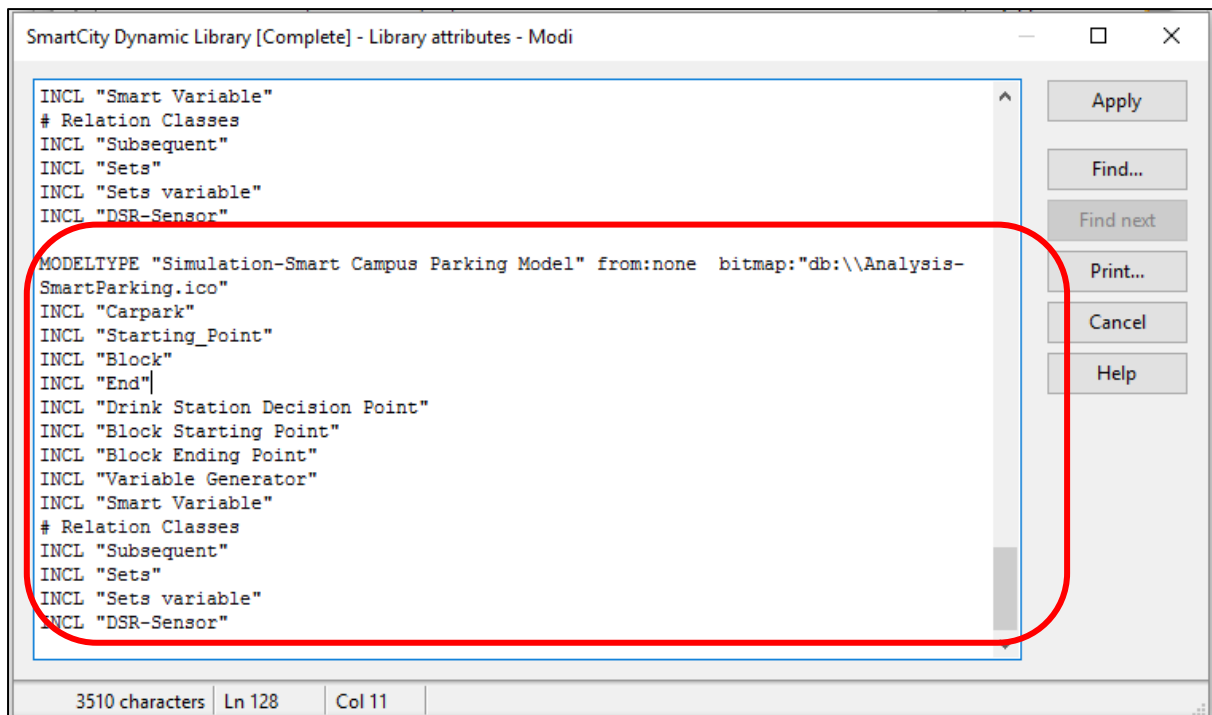 SmartCity Dynamic Library [Complete] - Library attributes - Modi
INCL "Smart Variable"
# Relation Classes
INCL "Subsequent"
INCL "Sets"
INCL "Sets variable"
INCL "DSR-Sensor"
MODELTYPE "Simulation-Smart Campus Parking Model" from:none  bitmap:"db:\\Analysis-
SmartParking.ico"
INCL "Carpark"
INCL "Starting_Point"
INCL "Block"
INCL "End"
INCL "Drink Station Decision Point"
INCL "Block Starting Point"
INCL "Block Ending Point"
INCL "Variable Generator"
INCL "Smart Variable"
# Relation Classes
INCL "Subsequent"
INCL "Sets"
INCL "Sets variable"
INCL "DSR-Sensor"
Apply
Find...
Find next
Print...
Cancel
Help
3510 characters Ln 128 Col 11